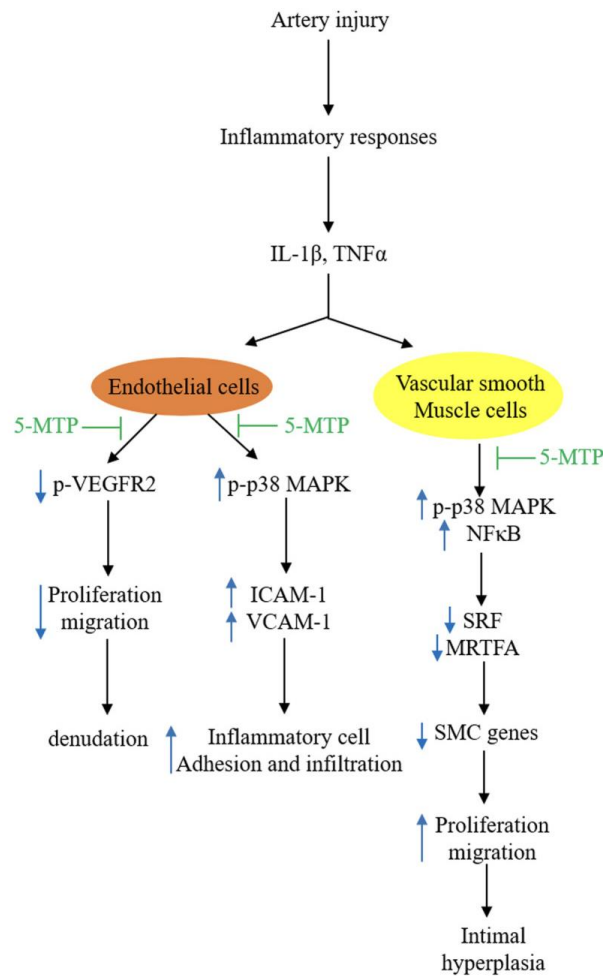 Artery injury
Inflammatory responses
IL-1β, TNFα
Endothelial cells
Vascular smooth
Muscle cells
5-MTP
5-MTP
5-MTP
p-VEGFR2
p-p38 MAPK
p-p38 MAPK
NFκB
Proliferation
migration
ICAM-1
VCAM-1
SRF
MRTFA
denudation
Inflammatory cell
Adhesion and infiltration
SMC genes
Proliferation
migration
Intimal
hyperplasia